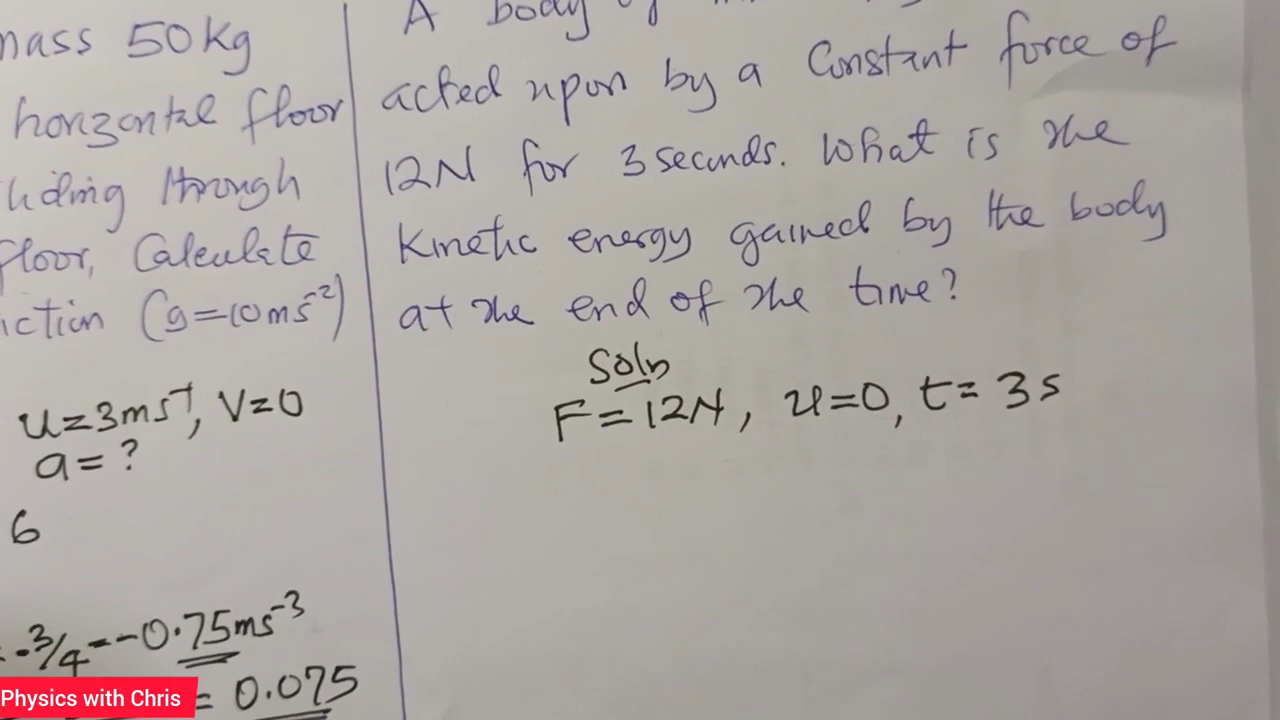 mass 50kg
horizontal floor
through
floor, Calculate
(g=10ms⁻²)
u=3ms⁻¹, V=0
a=?
6
-3/4=-0.75ms⁻³
= 0.075
A body of
acted upon by a Constant force of
12N for 3 seconds. What is the
Kinetic energy gained by the body
at the end of the time?
Soln
F=12N, u=0, t=3s
Physics with Chris